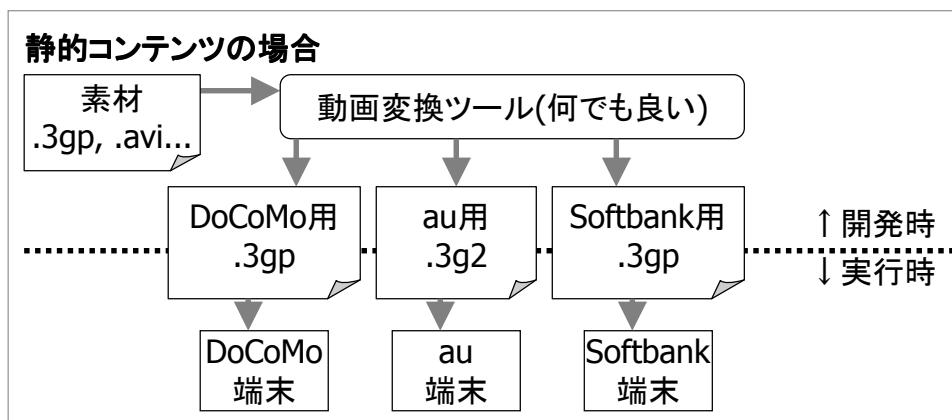 静的コンテンツの場合
素材
.3gp, .avi...
動画変換ツール(何でも良い)
DoCoMo用
.3gp
au用
.3g2
Softbank用
.3gp
↑開発時
↓実行時
DoCoMo
端末
au
端末
Softbank
端末